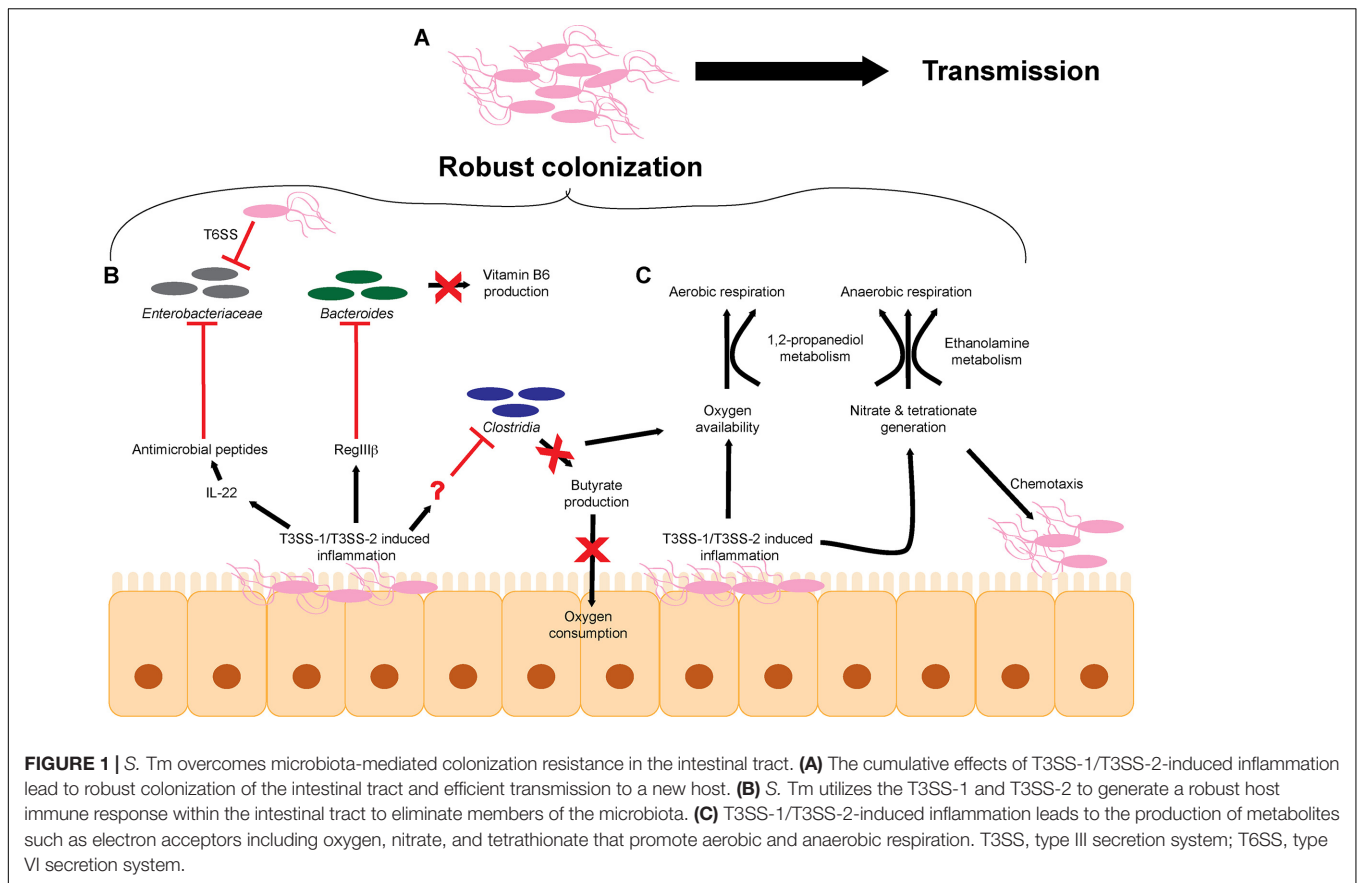 A
Transmission
Robust colonization
T6SS
B
Enterobacteriaceae
Bacteroides
Vitamin B6
production
Clostridia
Antimicrobial peptides
RegIIIβ
?
IL-22
Butyrate
production
T3SS-1/T3SS-2 induced
inflammation
Oxygen
consumption
C
Aerobic respiration
Anaerobic respiration
1,2-propanediol
metabolism
Ethanolamine
metabolism
Oxygen
availability
Nitrate & tetrationate
generation
Chemotaxis
T3SS-1/T3SS-2 induced
inflammation
FIGURE 1 | S. Tm overcomes microbiota-mediated colonization resistance in the intestinal tract. (A) The cumulative effects of T3SS-1/T3SS-2-induced inflammation
lead to robust colonization of the intestinal tract and efficient transmission to a new host. (B) S. Tm utilizes the T3SS-1 and T3SS-2 to generate a robust host
immune response within the intestinal tract to eliminate members of the microbiota. (C) T3SS-1/T3SS-2-induced inflammation leads to the production of metabolites
such as electron acceptors including oxygen, nitrate, and tetrathionate that promote aerobic and anaerobic respiration. T3SS, type III secretion system; T6SS, type
VI secretion system.